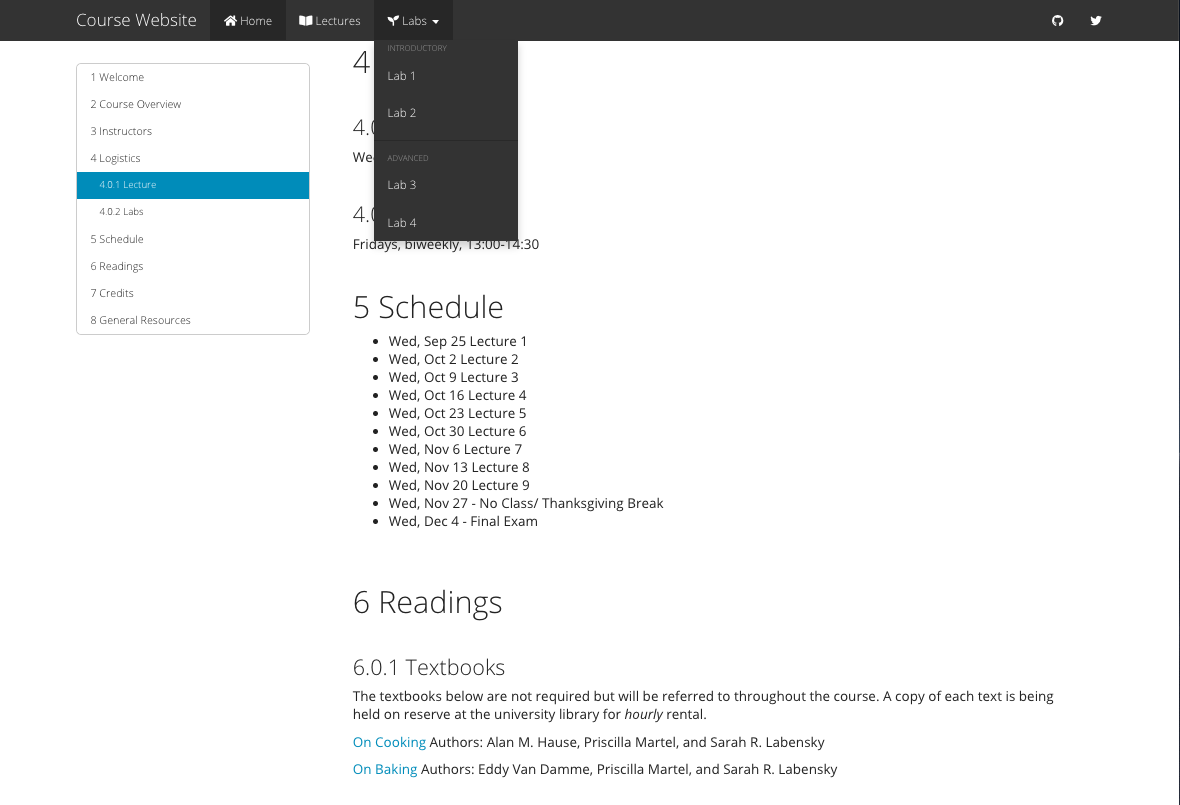 Course Website Home Lectures Labs
1 Welcome
2 Course Overview
3 Instructors
4 Logistics
4.0.1 Lecture
4.0.2 Labs
5 Schedule
6 Readings
7 Credits
8 General Resources
INTRODUCTORY
Lab 1
Lab 2
ADVANCED
Lab 3
Lab 4
4
Fridays, biweekly, 13:00-14:30
5 Schedule
Wed, Sep 25 Lecture 1
Wed, Oct 2 Lecture 2
Wed, Oct 9 Lecture 3
Wed, Oct 16 Lecture 4
Wed, Oct 23 Lecture 5
Wed, Oct 30 Lecture 6
Wed, Nov 6 Lecture 7
Wed, Nov 13 Lecture 8
Wed, Nov 20 Lecture 9
Wed, Nov 27 - No Class/ Thanksgiving Break
Wed, Dec 4 - Final Exam
6 Readings
6.0.1 Textbooks
The textbooks below are not required but will be referred to throughout the course. A copy of each text is being
held on reserve at the university library for hourly rental.
On Cooking Authors: Alan M. Hause, Priscilla Martel, and Sarah R. Labensky
On Baking Authors: Eddy Van Damme, Priscilla Martel, and Sarah R. Labensky